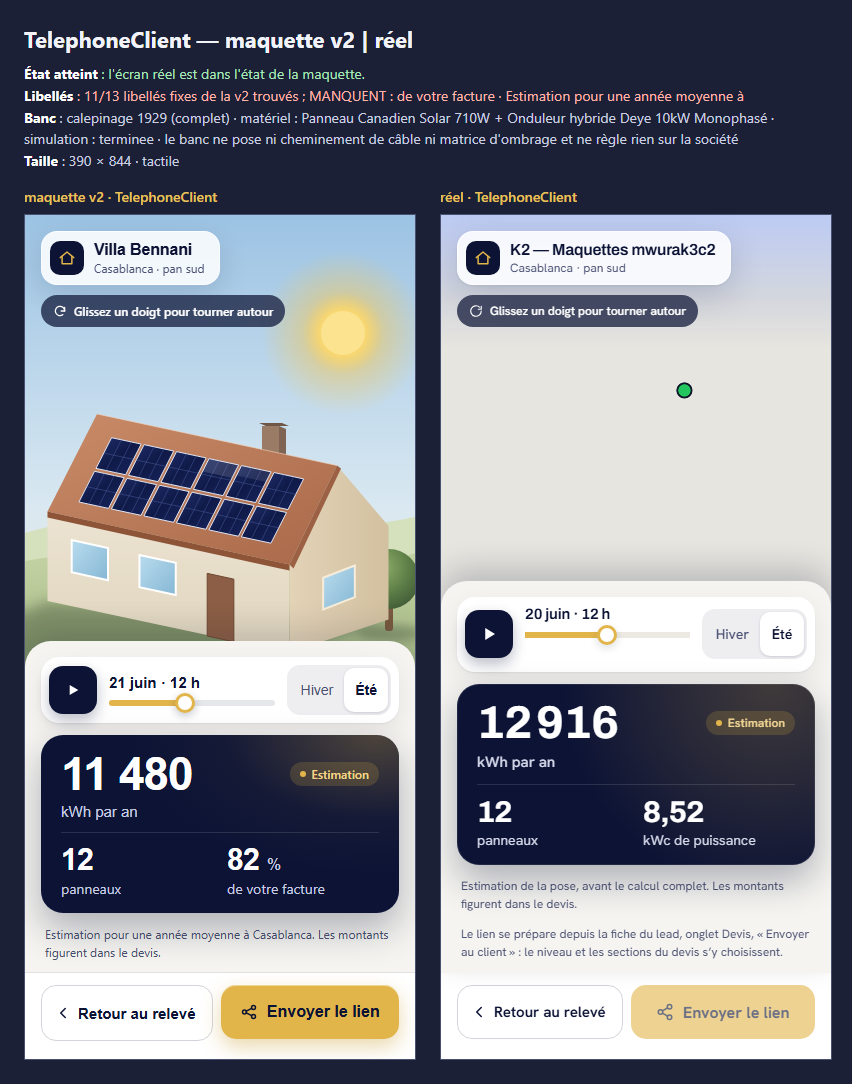 TelephoneClient — maquette v2 | réel
État atteint : l'écran réel est dans l'état de la maquette.
Libellés : 11/13 libellés fixes de la v2 trouvés ; MANQUENT : de votre facture · Estimation pour une année moyenne à
Banc : calepinage 1929 (complet) · matériel : Panneau Canadien Solar 710W + Onduleur hybride Deye 10kW Monophasé ·
simulation : terminee · le banc ne pose ni cheminement de câble ni matrice d'ombrage et ne règle rien sur la société
Taille : 390 × 844 · tactile
maquette v2 · TelephoneClient
Villa Bennani
Casablanca · pan sud
Glissez un doigt pour tourner autour
21 juin · 12 h
Hiver
Été
11 480
Estimation
kWh par an
12
82 %
panneaux
de votre facture
Estimation pour une année moyenne à Casablanca. Les montants
figurent dans le devis.
Retour au relevé
Envoyer le lien
réel · TelephoneClient
K2 — Maquettes mwurak3c2
Casablanca · pan sud
Glissez un doigt pour tourner autour
20 juin · 12 h
Hiver
Été
12 916
Estimation
kWh par an
12
8,52
panneaux
kWc de puissance
Estimation de la pose, avant le calcul complet. Les montants
figurent dans le devis.
Le lien se prépare depuis la fiche du lead, onglet Devis, « Envoyer
au client » : le niveau et les sections du devis s’y choisissent.
Retour au relevé
Envoyer le lien